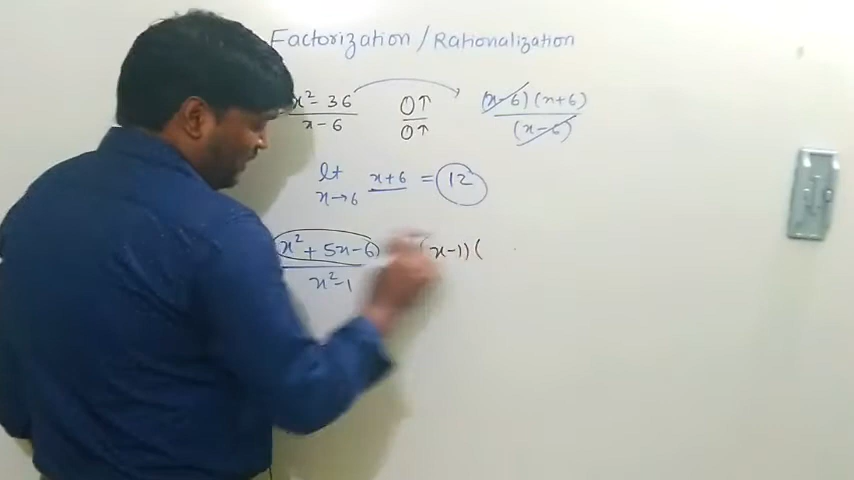 Factorization / Rationalization
x² - 36 / x - 6   0↑ / 0↑   (x-6)(x+6) / (x-6)
lt x→6 x+6 = 12
x² + 5x - 6 / x² - 1   (x-1)(